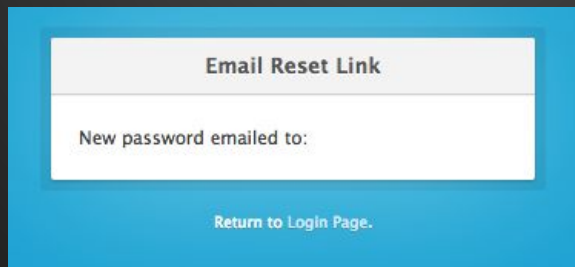 Email Reset Link
New password emailed to:
Return to Login Page.